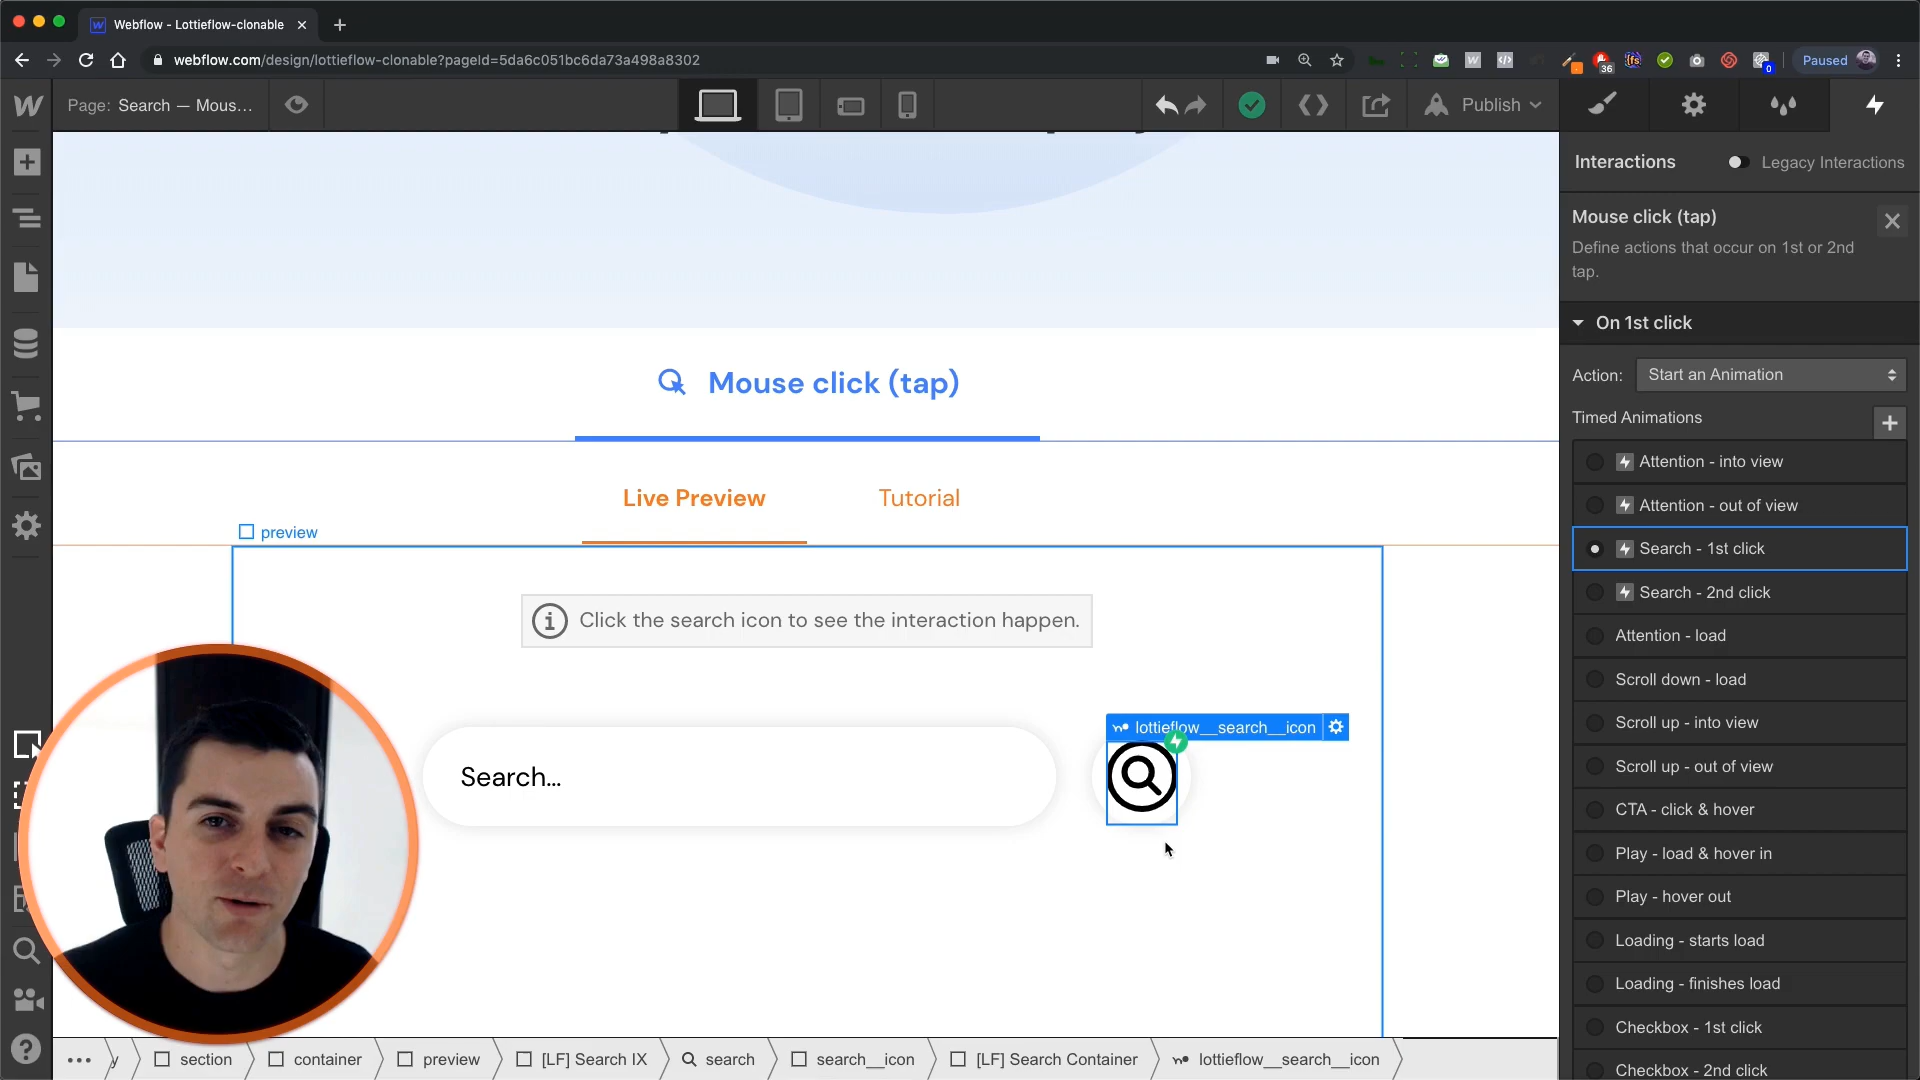 Webflow - Lottieflow-clonable
webflow.com/design/lottieflow-clonable?pageId=5da6c051bc6da73a498a8302
36
{fs
0
Paused
Page: Search — Mous...
Publish
Interactions
Legacy Interactions
Mouse click (tap)
Define actions that occur on 1st or 2nd
tap.
On 1st click
Action: Start an Animation
Timed Animations
Attention - into view
Attention - out of view
Search - 1st click
Search - 2nd click
Attention - load
Scroll down - load
Scroll up - into view
Scroll up - out of view
CTA - click & hover
Play - load & hover in
Play - hover out
Loading - starts load
Loading - finishes load
Checkbox - 1st click
Checkbox - 2nd click
Mouse click (tap)
Live Preview
Tutorial
preview
Click the search icon to see the interaction happen.
lottieflow__search__icon
Search...
y
section
container
preview
[LF] Search IX
search
search__icon
[LF] Search Container
lottieflow__search__icon